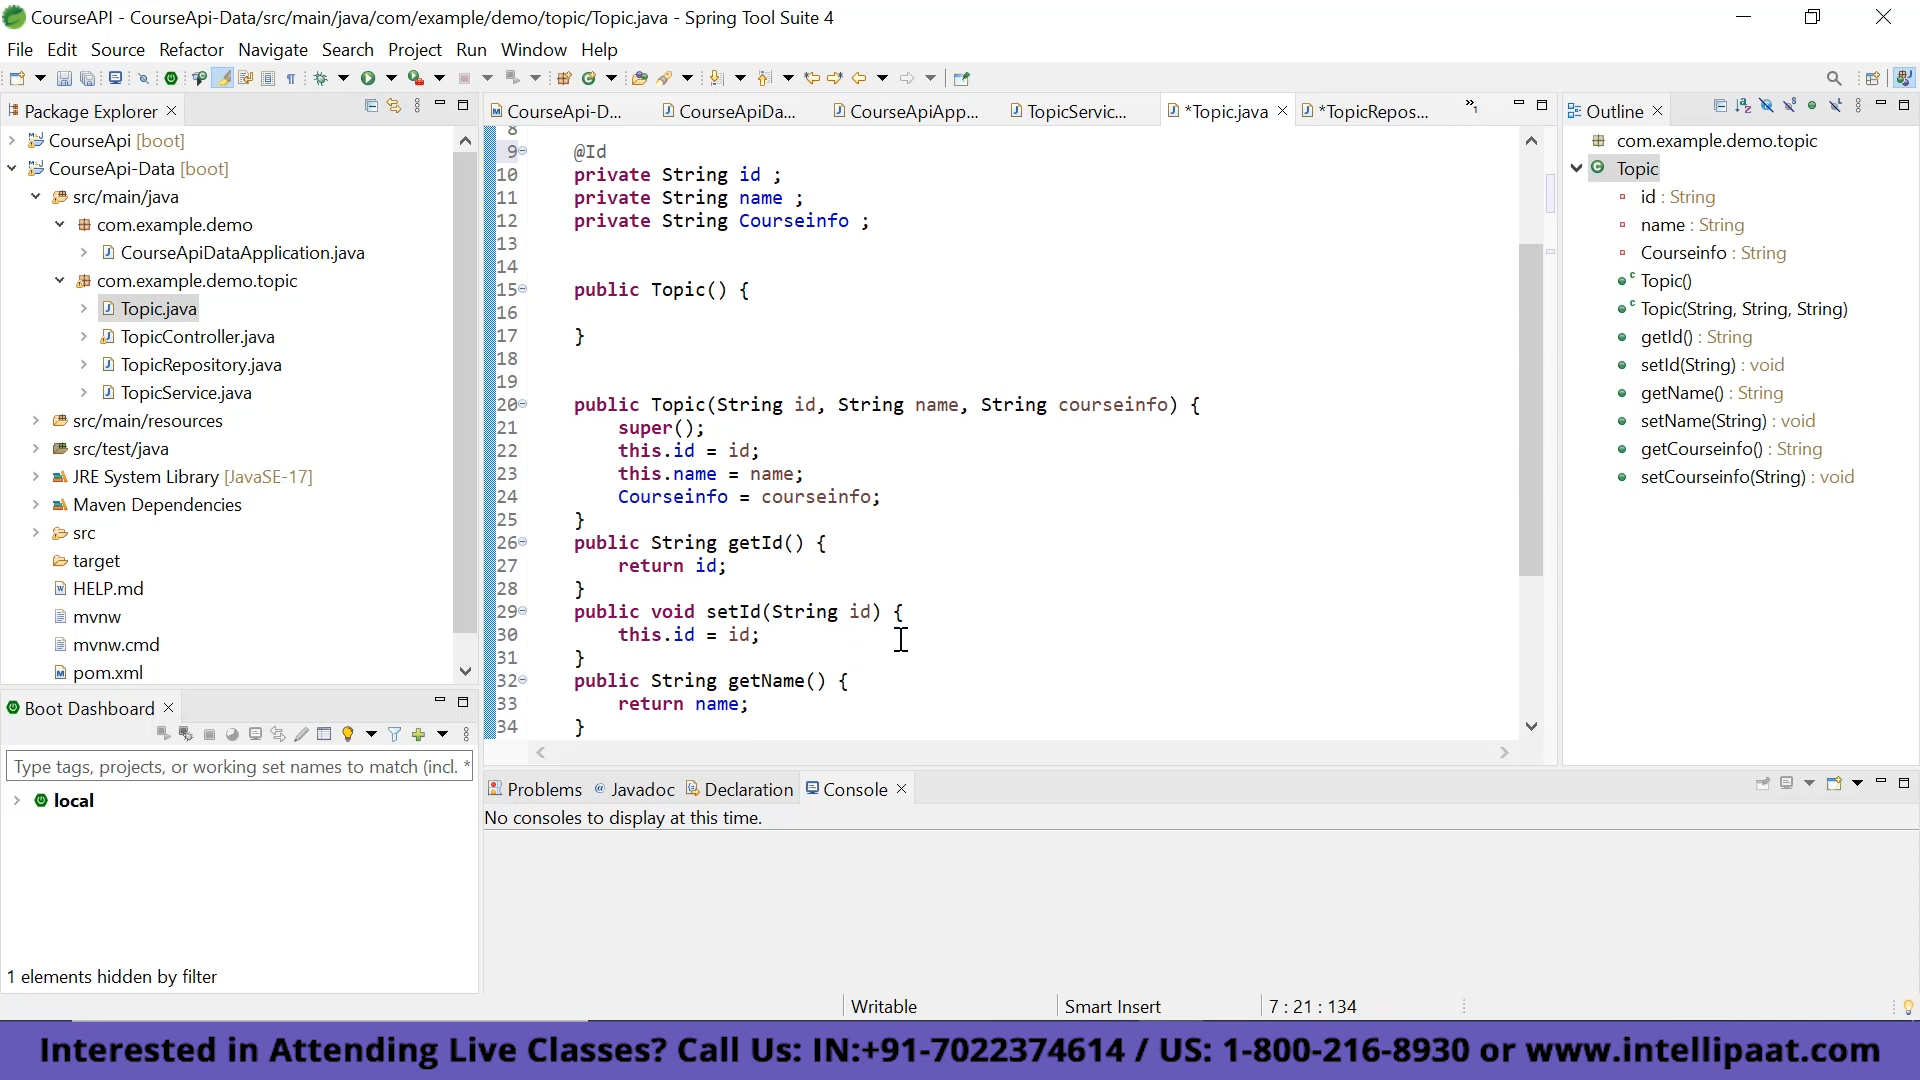 CourseAPI - CourseApi-Data/src/main/java/com/example/demo/topic/Topic.java - Spring Tool Suite 4
File Edit Source Refactor Navigate Search Project Run Window Help
Package Explorer
CourseApi [boot]
CourseApi-Data [boot]
src/main/java
com.example.demo
CourseApiDataApplication.java
com.example.demo.topic
Topic.java
TopicController.java
TopicRepository.java
TopicService.java
src/main/resources
src/test/java
JRE System Library [JavaSE-17]
Maven Dependencies
src
target
HELP.md
mvnw
mvnw.cmd
pom.xml
Boot Dashboard
Type tags, projects, or working set names to match (incl. *
local
1 elements hidden by filter
CourseApi-D... CourseApiDa... CourseApiApp... TopicServic... *Topic.java *TopicRepos... »1
8
9 @Id
10 private String id ;
11 private String name ;
12 private String Courseinfo ;
13
14
15 public Topic() {
16
17 }
18
19
20 public Topic(String id, String name, String courseinfo) {
21 super();
22 this.id = id;
23 this.name = name;
24 Courseinfo = courseinfo;
25 }
26 public String getId() {
27 return id;
28 }
29 public void setId(String id) {
30 this.id = id;
31 }
32 public String getName() {
33 return name;
34 }
Problems @ Javadoc Declaration Console
No consoles to display at this time.
Outline
com.example.demo.topic
Topic
id : String
name : String
Courseinfo : String
Topic()
Topic(String, String, String)
getId() : String
setId(String) : void
getName() : String
setName(String) : void
getCourseinfo() : String
setCourseinfo(String) : void
Writable Smart Insert 7 : 21 : 134
Interested in Attending Live Classes? Call Us: IN:+91-7022374614 / US: 1-800-216-8930 or www.intellipaat.com